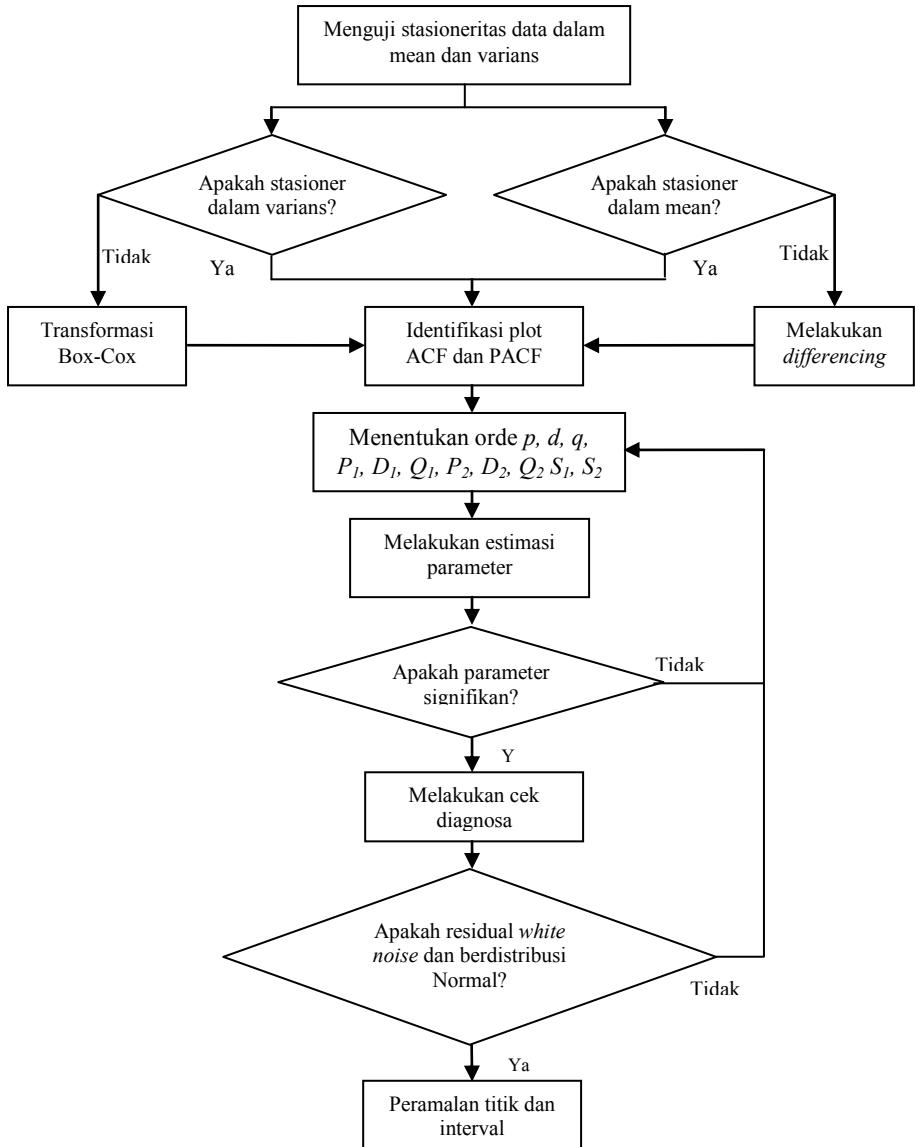 Menguji stasioneritas data dalam
mean dan varians
Apakah stasioner
dalam varians?
Apakah stasioner
dalam mean?
Tidak
Ya
Ya
Tidak
Transformasi
Box-Cox
Identifikasi plot
ACF dan PACF
Melakukan
differencing
Menentukan orde p, d, q,
P1, D1, Q1, P2, D2, Q2 S1, S2
Melakukan estimasi
parameter
Apakah parameter
signifikan?
Tidak
Y
Melakukan cek
diagnosa
Apakah residual white
noise dan berdistribusi
Normal?
Tidak
Ya
Peramalan titik dan
interval